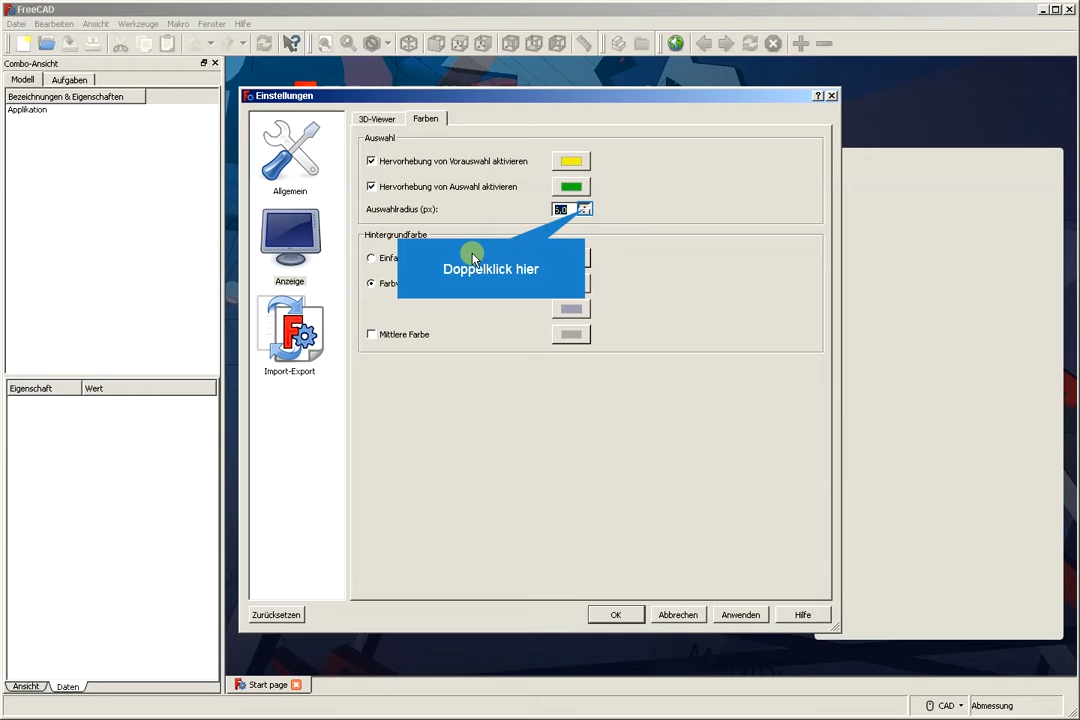 FreeCAD
Datei Bearbeiten Ansicht Werkzeuge Makro Fenster Hilfe
Combo-Ansicht
Modell Aufgaben
Bezeichnungen & Eigenschaften
Applikation
Eigenschaft Wert
Ansicht Daten
Einstellungen
Allgemein
Anzeige
Import-Export
3D-Viewer Farben
Auswahl
Hervorhebung von Vorauswahl aktivieren
Hervorhebung von Auswahl aktivieren
Auswahlradius (px): 5,0
Hintergrundfarbe
Doppelklick hier
Mittlere Farbe
Zurücksetzen OK Abbrechen Anwenden Hilfe
Start page
CAD Abmessung